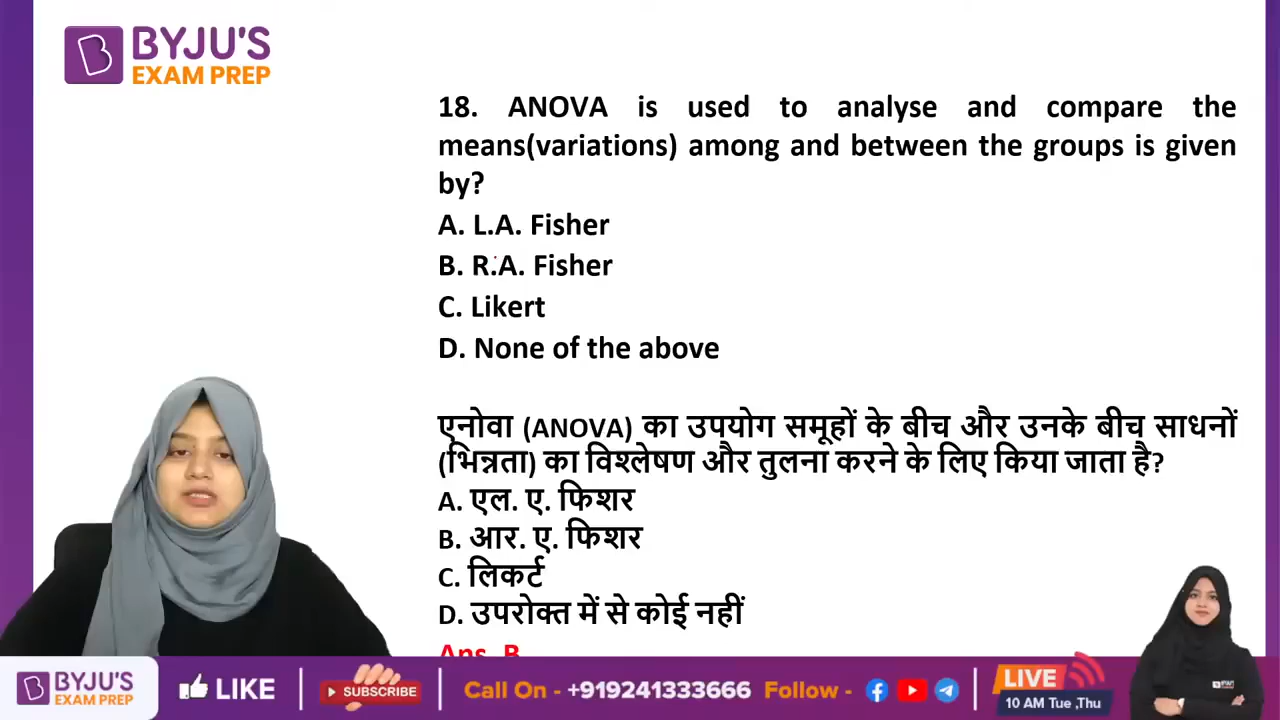 BYJU'S
EXAM PREP
18. ANOVA is used to analyse and compare the
means(variations) among and between the groups is given
by?
A. L.A. Fisher
B. R.A. Fisher
C. Likert
D. None of the above
एनोवा (ANOVA) का उपयोग समूहों के बीच और उनके बीच साधनों
(भिन्नता) का विश्लेषण और तुलना करने के लिए किया जाता है?
A. एल. ए. फिशर
B. आर. ए. फिशर
C. लिकर्ट
D. उपरोक्त में से कोई नहीं
Ans. B
BYJU'S
EXAM PREP
LIKE
SUBSCRIBE
Call On - +919241333666 Follow -
LIVE
10 AM Tue ,Thu